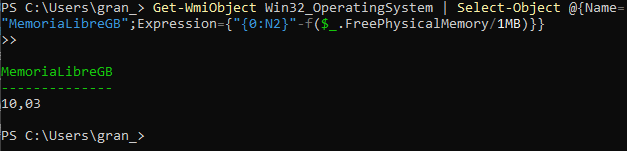 PS C:\Users\gran_> Get-WmiObject Win32_OperatingSystem | Select-Object @{Name=
"MemoriaLibreGB";Expression={"{0:N2}"-f($_.FreePhysicalMemory/1MB)}}
>>
MemoriaLibreGB
--------------
10,03
PS C:\Users\gran_>